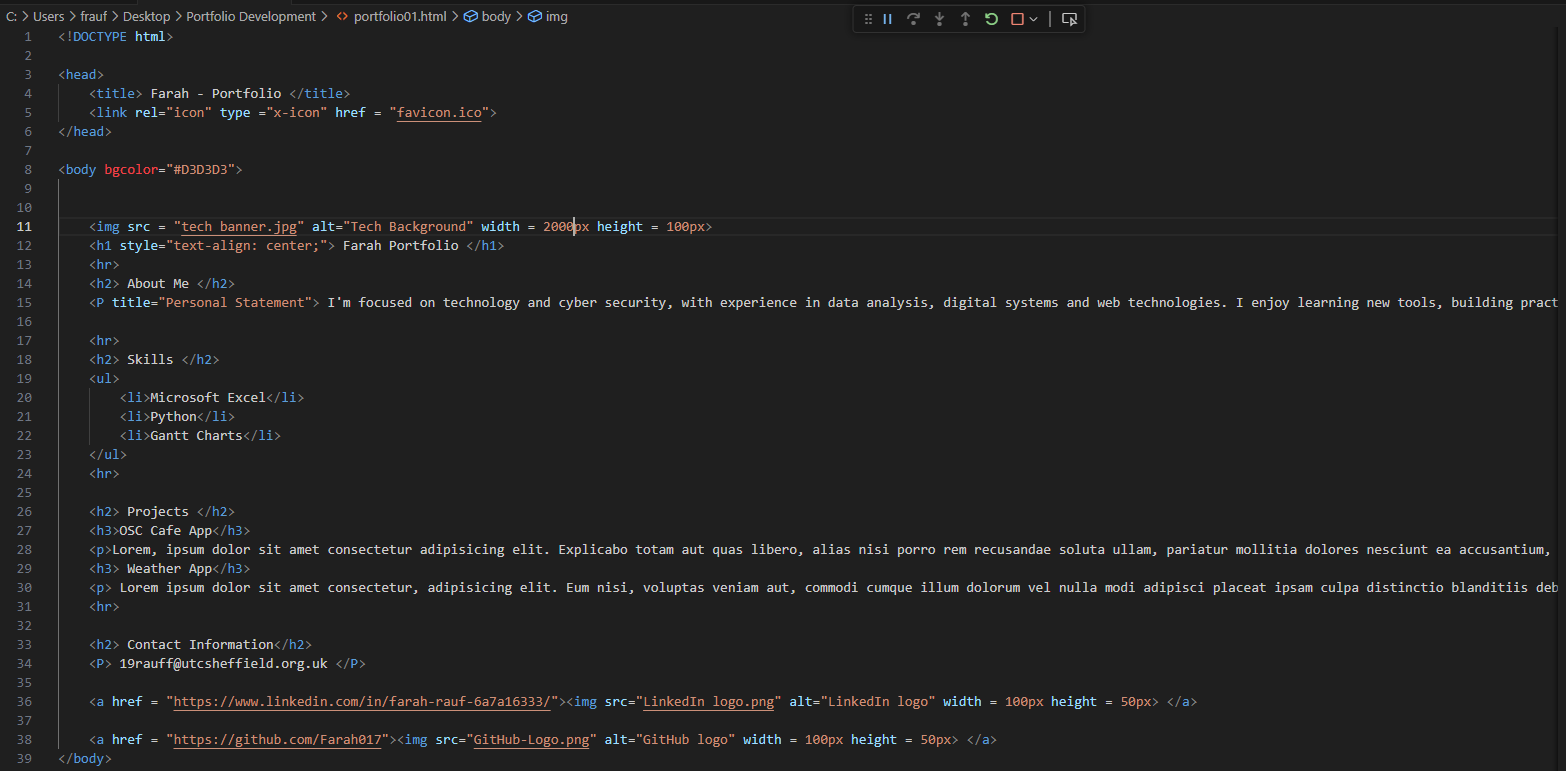 C: > Users > frauf > Desktop > Portfolio Development > <> portfolio01.html > body > img
1 <!DOCTYPE html>
2
3 <head>
4     <title> Farah - Portfolio </title>
5     <link rel="icon" type ="x-icon" href = "favicon.ico">
6 </head>
7
8 <body bgcolor="#D3D3D3">
9
10
11     <img src = "tech banner.jpg" alt="Tech Background" width = 2000px height = 100px>
12     <h1 style="text-align: center;"> Farah Portfolio </h1>
13     <hr>
14     <h2> About Me </h2>
15     <P title="Personal Statement"> I'm focused on technology and cyber security, with experience in data analysis, digital systems and web technologies. I enjoy learning new tools, building pract
16
17     <hr>
18     <h2> Skills </h2>
19     <ul>
20         <li>Microsoft Excel</li>
21         <li>Python</li>
22         <li>Gantt Charts</li>
23     </ul>
24     <hr>
25
26     <h2> Projects </h2>
27     <h3>OSC Cafe App</h3>
28     <p>Lorem, ipsum dolor sit amet consectetur adipisicing elit. Explicabo totam aut quas libero, alias nisi porro rem recusandae soluta ullam, pariatur mollitia dolores nesciunt ea accusantium,
29     <h3> Weather App</h3>
30     <p> Lorem ipsum dolor sit amet consectetur, adipisicing elit. Eum nisi, voluptas veniam aut, commodi cumque illum dolorum vel nulla modi adipisci placeat ipsam culpa distinctio blanditiis deb
31     <hr>
32
33     <h2> Contact Information</h2>
34     <P> 19rauff@utcsheffield.org.uk </P>
35
36     <a href = "https://www.linkedin.com/in/farah-rauf-6a7a16333/"><img src="LinkedIn logo.png" alt="LinkedIn logo" width = 100px height = 50px> </a>
37
38     <a href = "https://github.com/Farah017"><img src="GitHub-Logo.png" alt="GitHub logo" width = 100px height = 50px> </a>
39 </body>